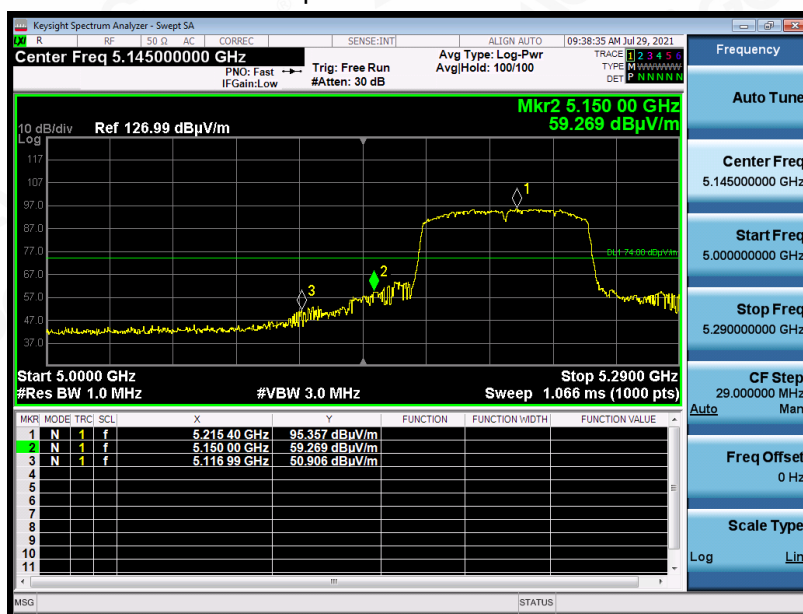 Keysight Spectrum Analyzer - Swept SA
LXI R RF 50 Ω AC CORREC SENSE:INT ALIGN AUTO 09:38:35 AM Jul 29, 2021
Center Freq 5.145000000 GHz
PNO: Fast
IFGain:Low
Trig: Free Run
#Atten: 30 dB
Avg Type: Log-Pwr
Avg|Hold: 100/100
TRACE 1 2 3 4 5 6
TYPE M WWWWW
DET P N N N N N
Mkr2 5.150 00 GHz
59.269 dBµV/m
10 dB/div Ref 126.99 dBµV/m
Log
117
107
97.0
87.0
77.0
67.0
57.0
47.0
37.0
1
2
3
DL1 74.00 dBµV/m
Start 5.0000 GHz Stop 5.2900 GHz
#Res BW 1.0 MHz #VBW 3.0 MHz Sweep 1.066 ms (1000 pts)
MKR MODE TRC SCL X Y FUNCTION FUNCTION WIDTH FUNCTION VALUE
1 N 1 f 5.215 40 GHz 95.357 dBµV/m
2 N 1 f 5.150 00 GHz 59.269 dBµV/m
3 N 1 f 5.116 99 GHz 50.906 dBµV/m
4
5
6
7
8
9
10
11
MSG STATUS
Frequency
Auto Tune
Center Freq
5.145000000 GHz
Start Freq
5.000000000 GHz
Stop Freq
5.290000000 GHz
CF Step
29.000000 MHz
Auto Man
Freq Offset
0 Hz
Scale Type
Log Lin